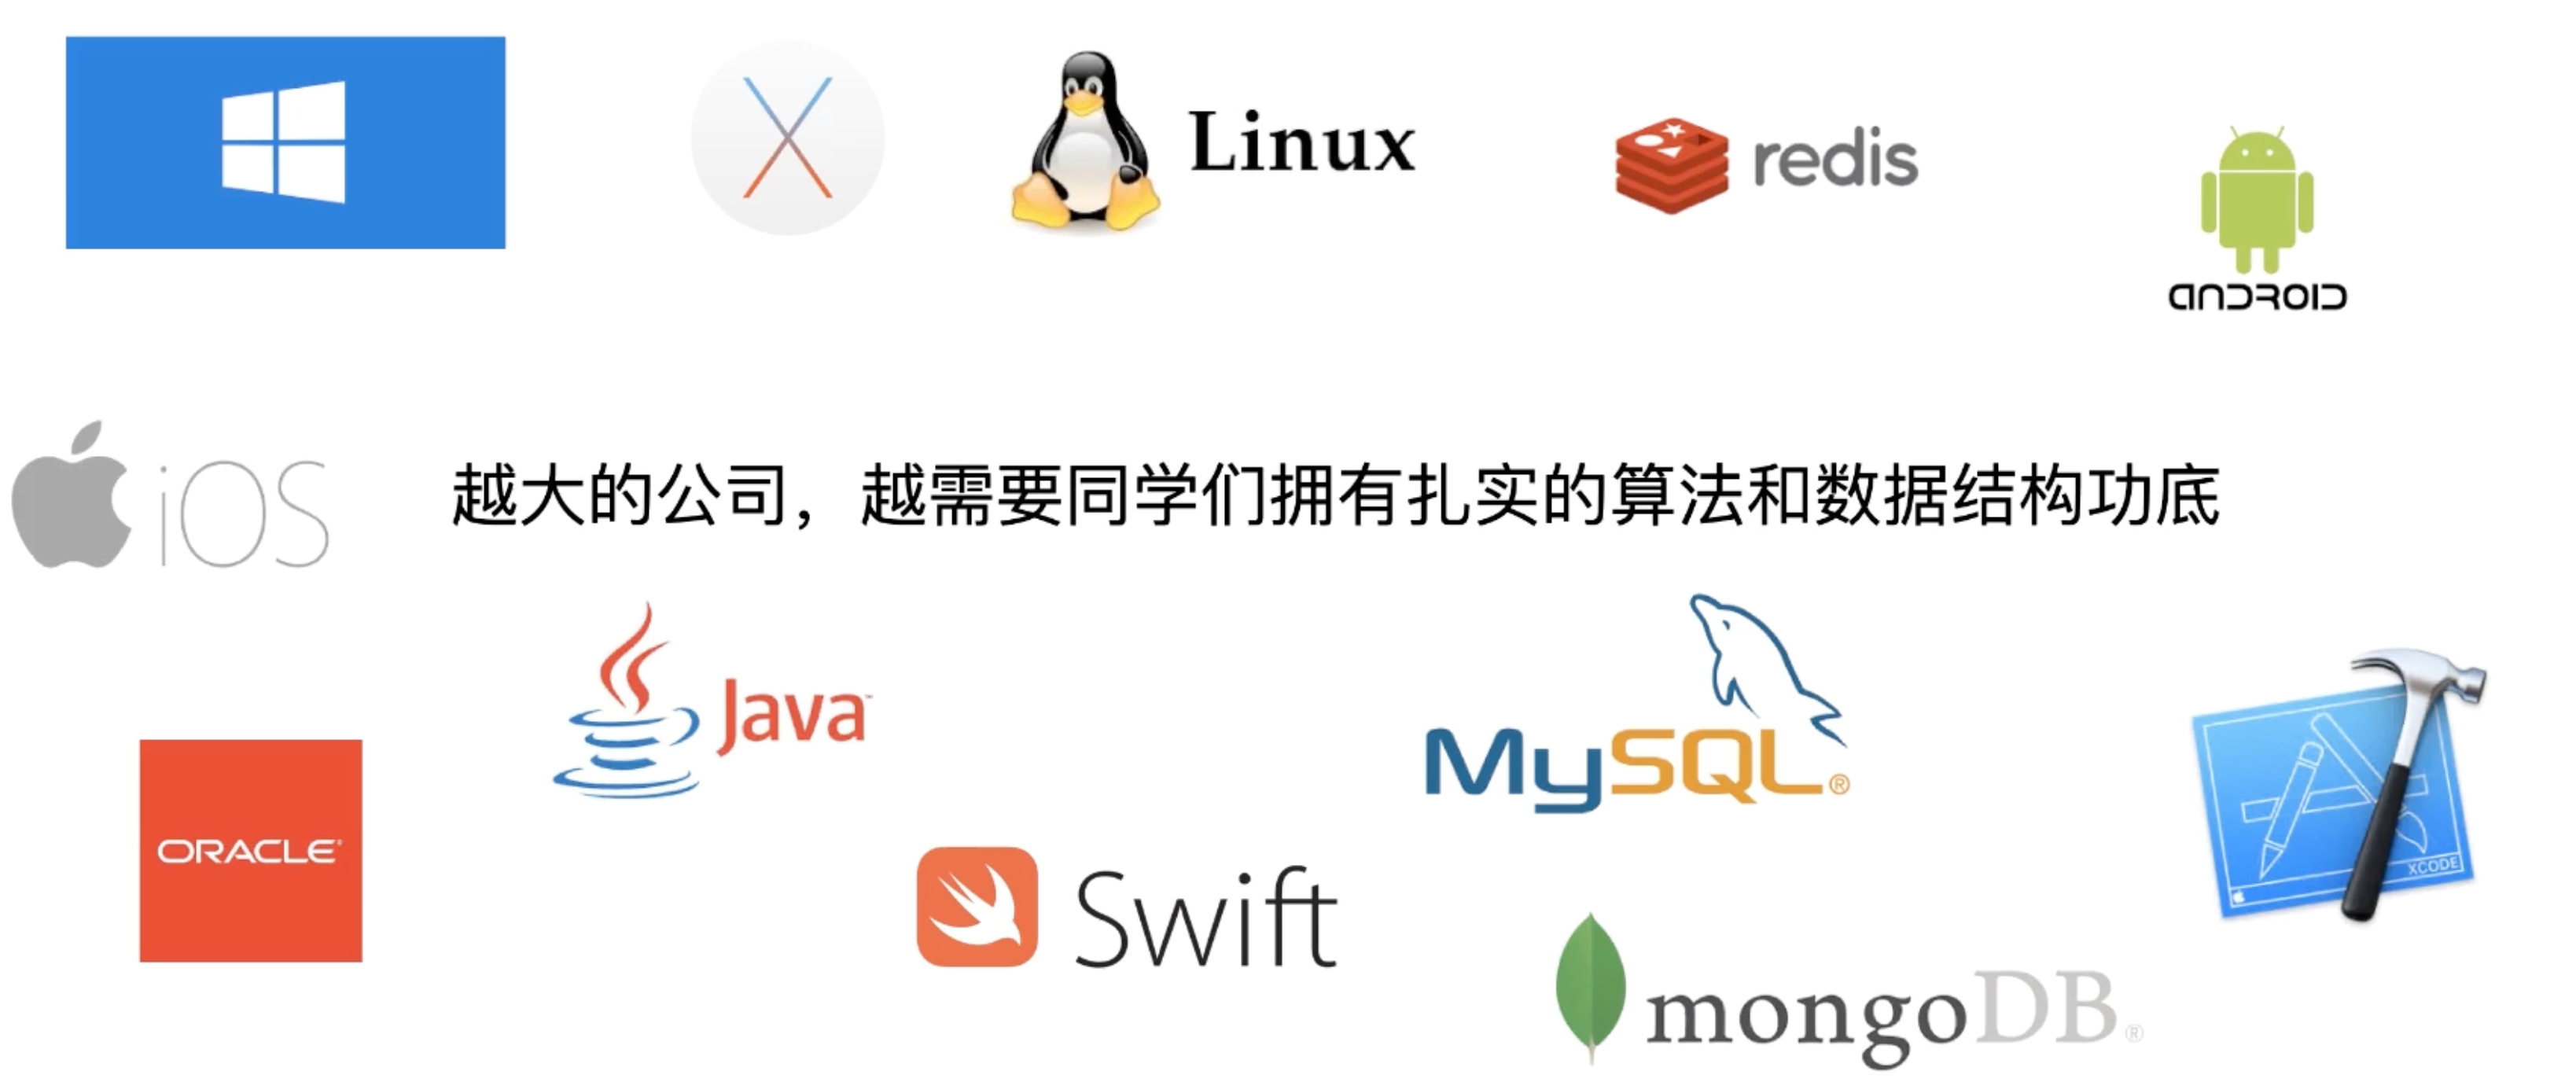 Linux
redis
ANDROID
iOS
越大的公司，越需要同学们拥有扎实的算法和数据结构功底
Java™
MySQL®
ORACLE®
XCODE
Swift
mongoDB®